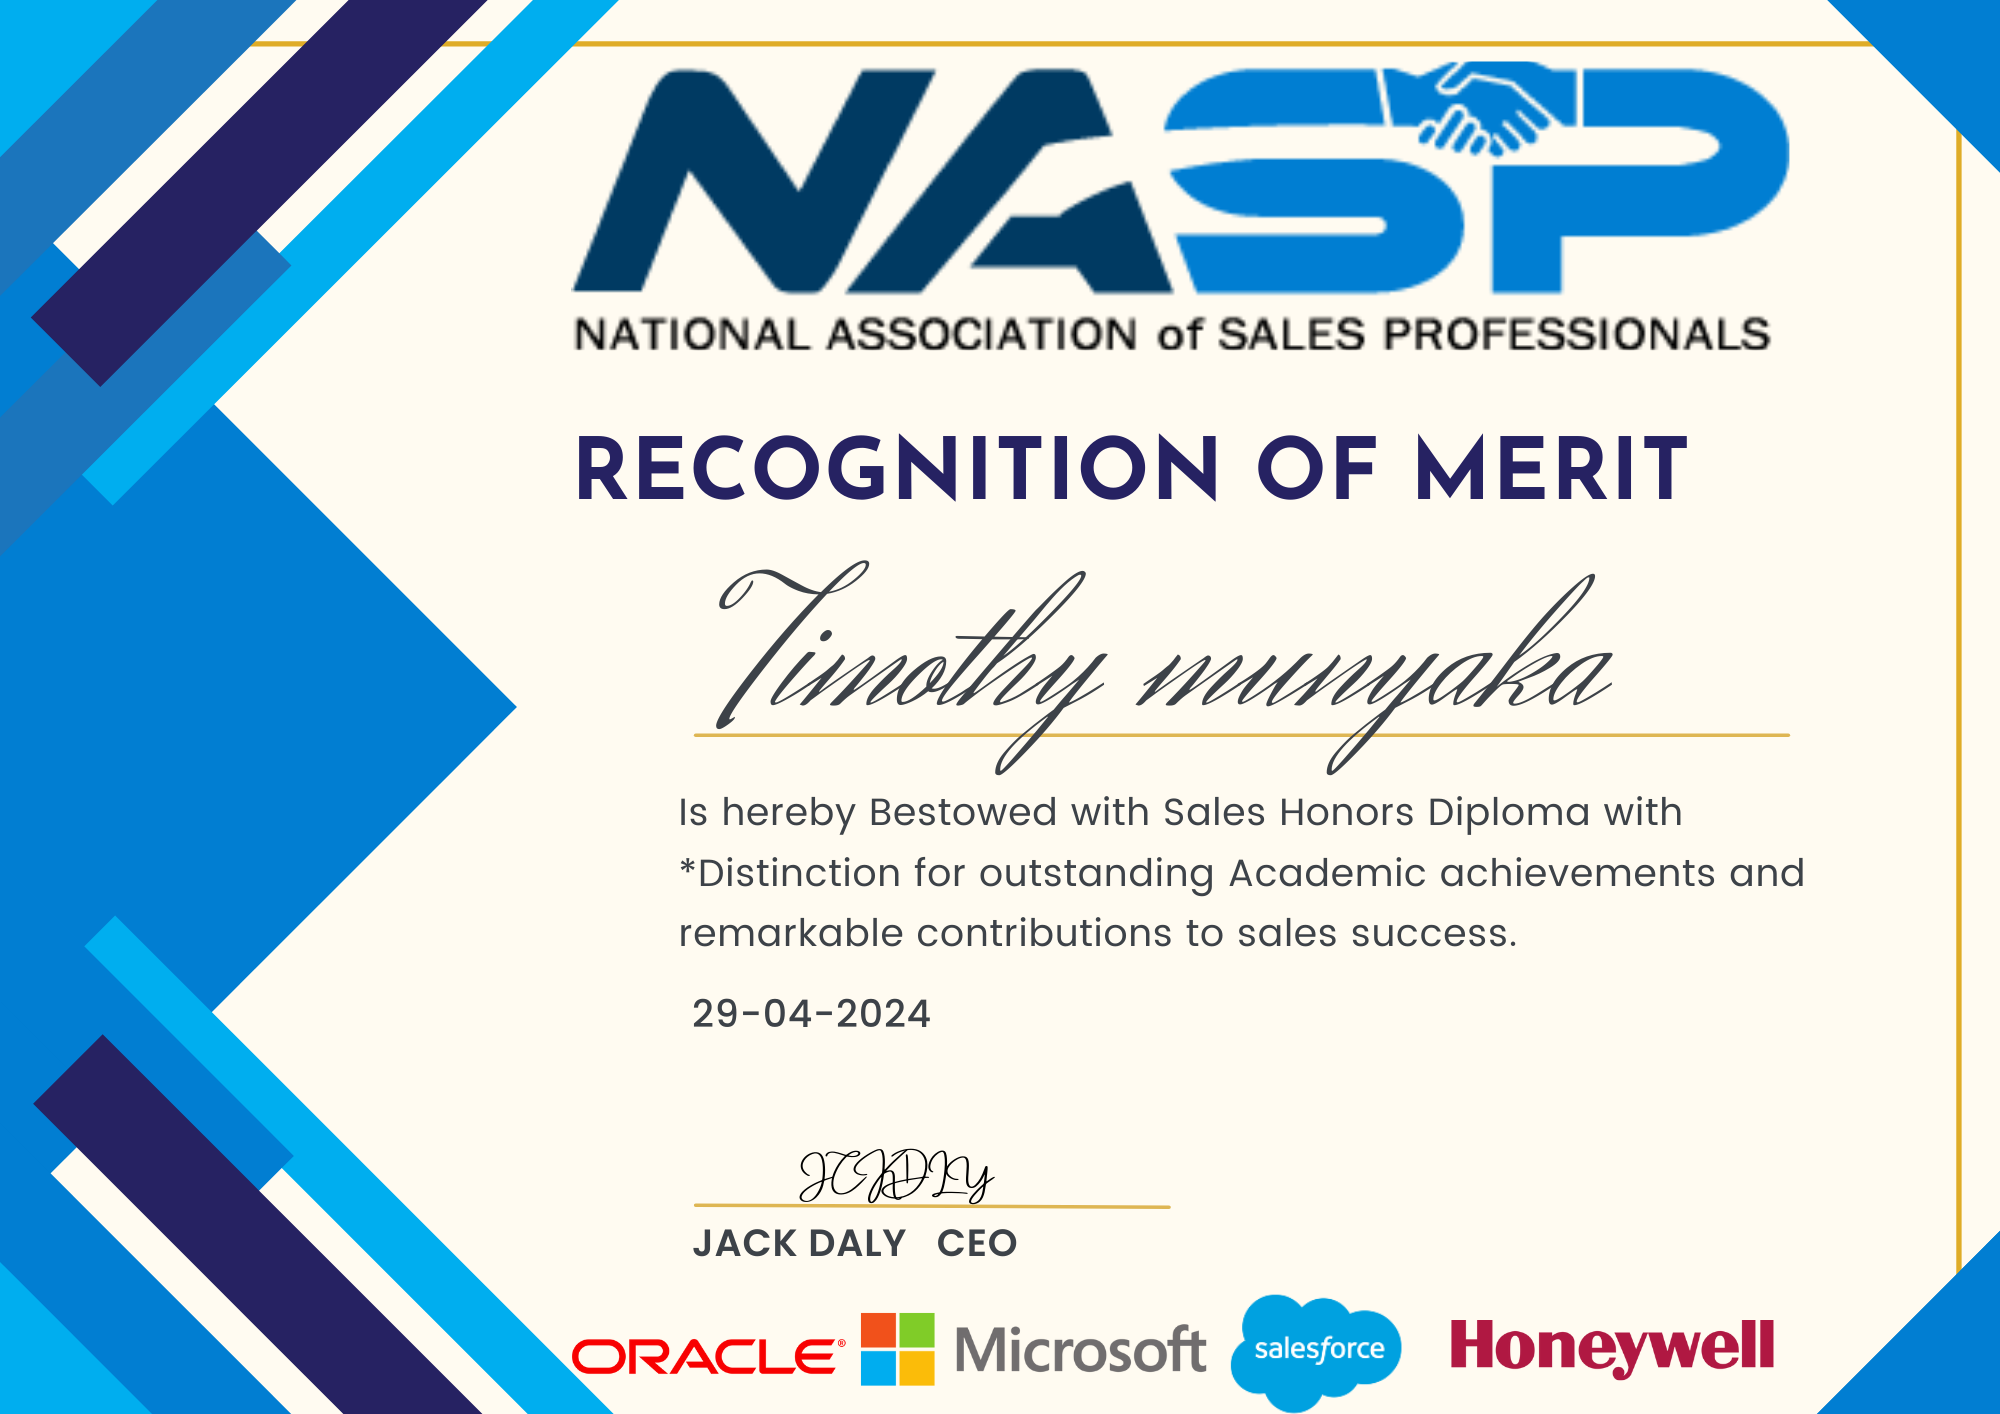 NASP
NATIONAL ASSOCIATION of SALES PROFESSIONALS
RECOGNITION OF MERIT
Timothy munyaka
Is hereby Bestowed with Sales Honors Diploma with
*Distinction for outstanding Academic achievements and
remarkable contributions to sales success.
29-04-2024
JACK DALY CEO
ORACLE® Microsoft salesforce Honeywell